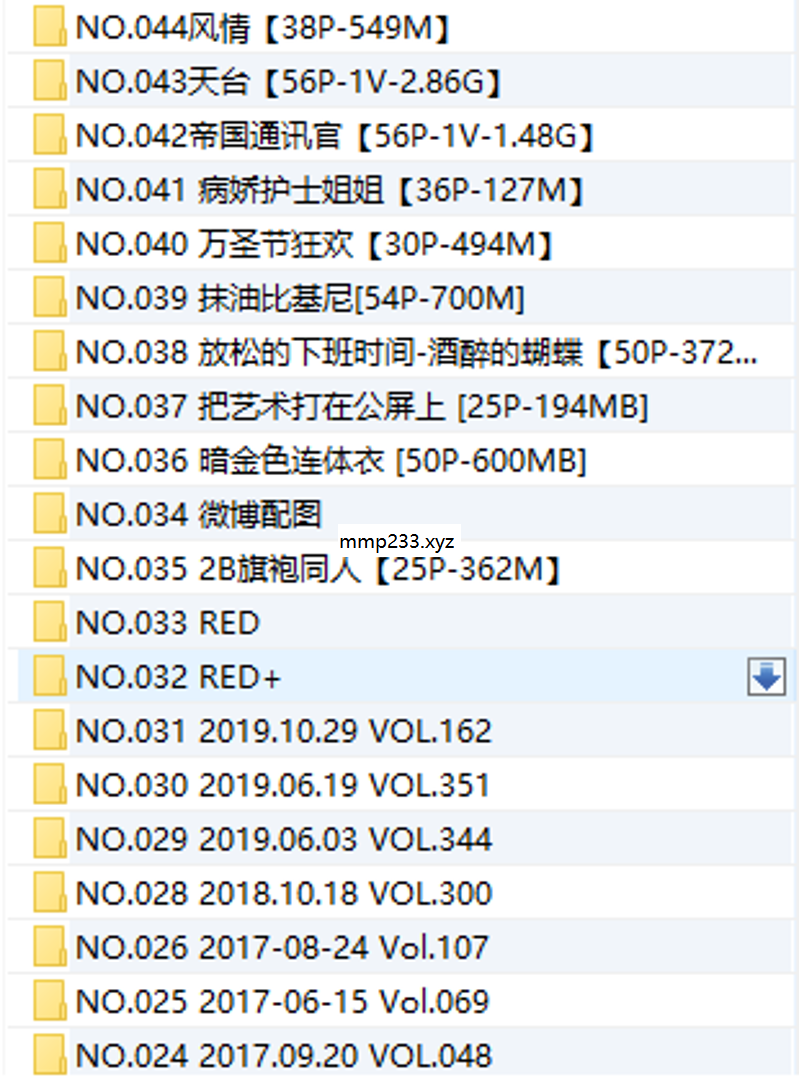 NO.044风情【38P-549M】
NO.043天台【56P-1V-2.86G】
NO.042帝国通讯官【56P-1V-1.48G】
NO.041 病娇护士姐姐【36P-127M】
NO.040 万圣节狂欢【30P-494M】
NO.039 抹油比基尼[54P-700M]
NO.038 放松的下班时间-酒醉的蝴蝶【50P-372...
NO.037 把艺术打在公屏上 [25P-194MB]
NO.036 暗金色连体衣 [50P-600MB]
NO.034 微博配图
mmp233.xyz
NO.035 2B旗袍同人【25P-362M】
NO.033 RED
NO.032 RED+
NO.031 2019.10.29 VOL.162
NO.030 2019.06.19 VOL.351
NO.029 2019.06.03 VOL.344
NO.028 2018.10.18 VOL.300
NO.026 2017-08-24 Vol.107
NO.025 2017-06-15 Vol.069
NO.024 2017.09.20 VOL.048